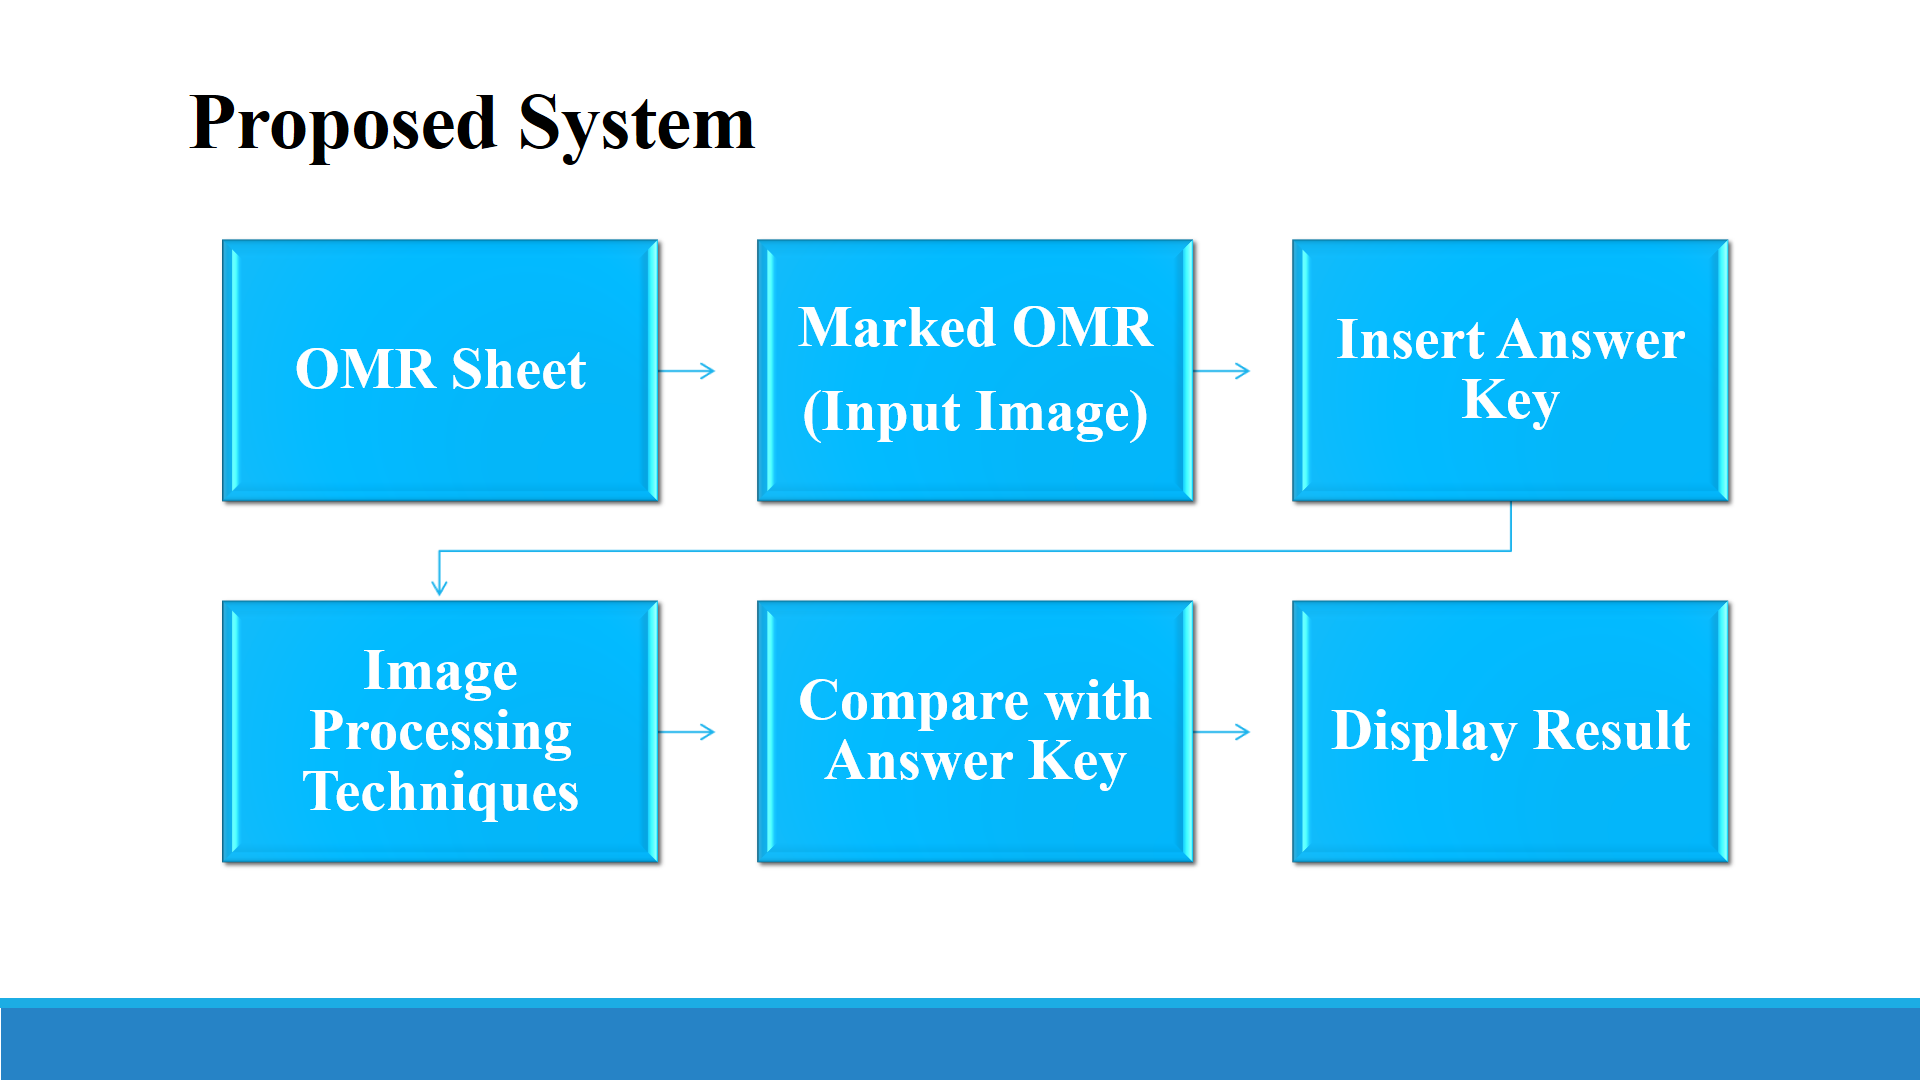 Proposed System
OMR Sheet
Marked OMR
(Input Image)
Insert Answer
Key
Image
Processing
Techniques
Compare with
Answer Key
Display Result